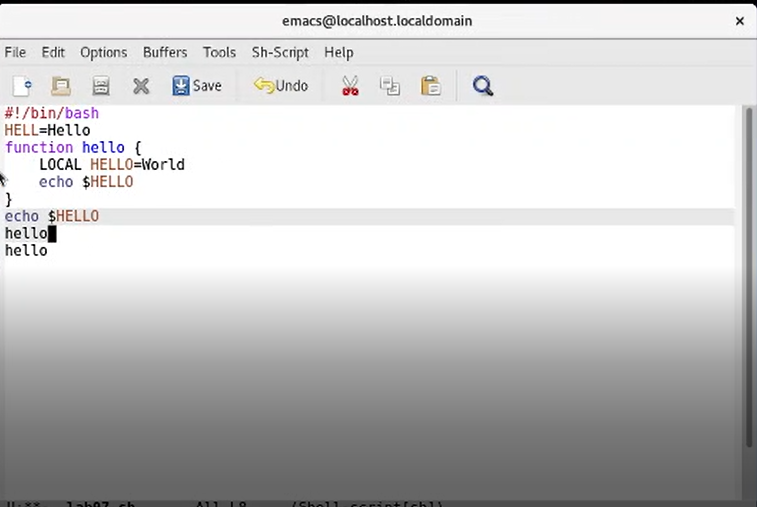 emacs@localhost.localdomain
File Edit Options Buffers Tools Sh-Script Help
Save Undo
#!/bin/bash
HELL=Hello
function hello {
LOCAL HELLO=World
echo $HELLO
}
echo $HELLO
hello
hello
lab07.sh All L8 (Shell-script[sh])